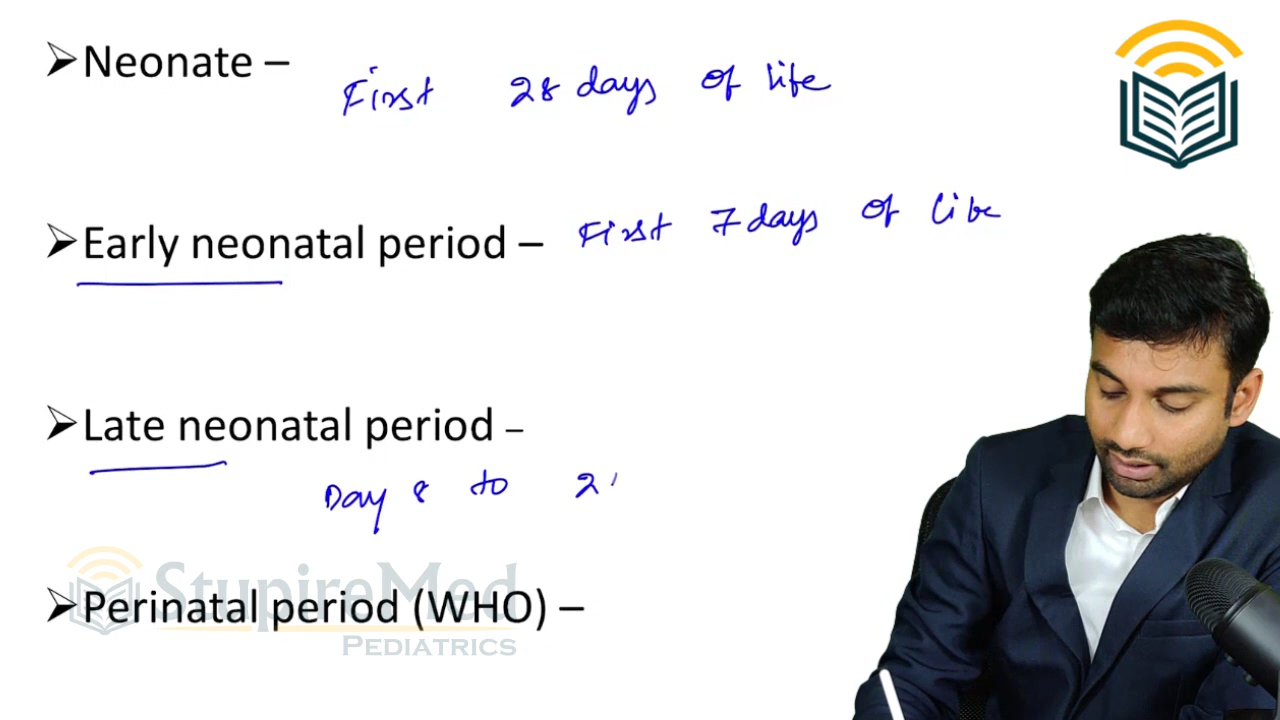 ➢Neonate –
First 28 days of life
➢Early neonatal period –
First 7 days of life
➢Late neonatal period –
Day 8 to 2
StupireMed
➢Perinatal period (WHO) –
PEDIATRICS